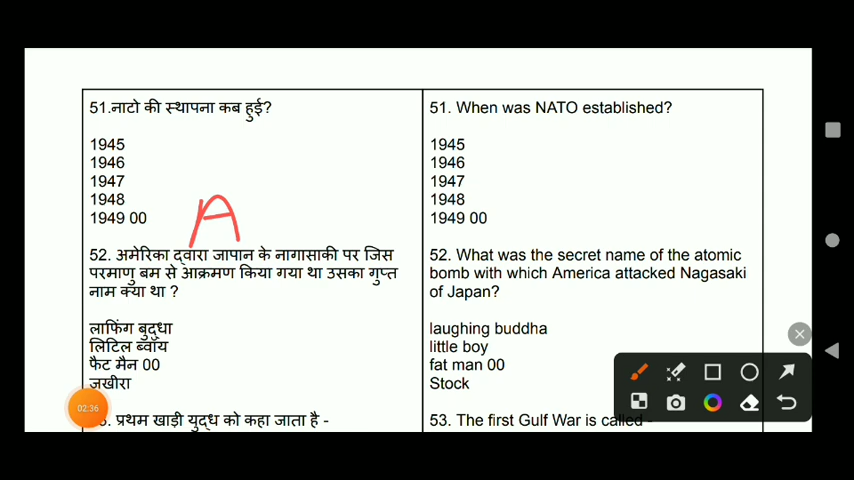 51.नाटो की स्थापना कब हुई?
1945
1946
1947
1948
1949 00
A
52. अमेरिका द्वारा जापान के नागासाकी पर जिस
परमाणु बम से आक्रमण किया गया था उसका गुप्त
नाम क्या था ?
लाफिंग बुद्धा
लिटिल ब्वॉय
फैट मैन 00
जखीरा
प्रथम खाड़ी युद्ध को कहा जाता है -
51. When was NATO established?
1945
1946
1947
1948
1949 00
52. What was the secret name of the atomic
bomb with which America attacked Nagasaki
of Japan?
laughing buddha
little boy
fat man 00
Stock
53. The first Gulf War is called -
02:36